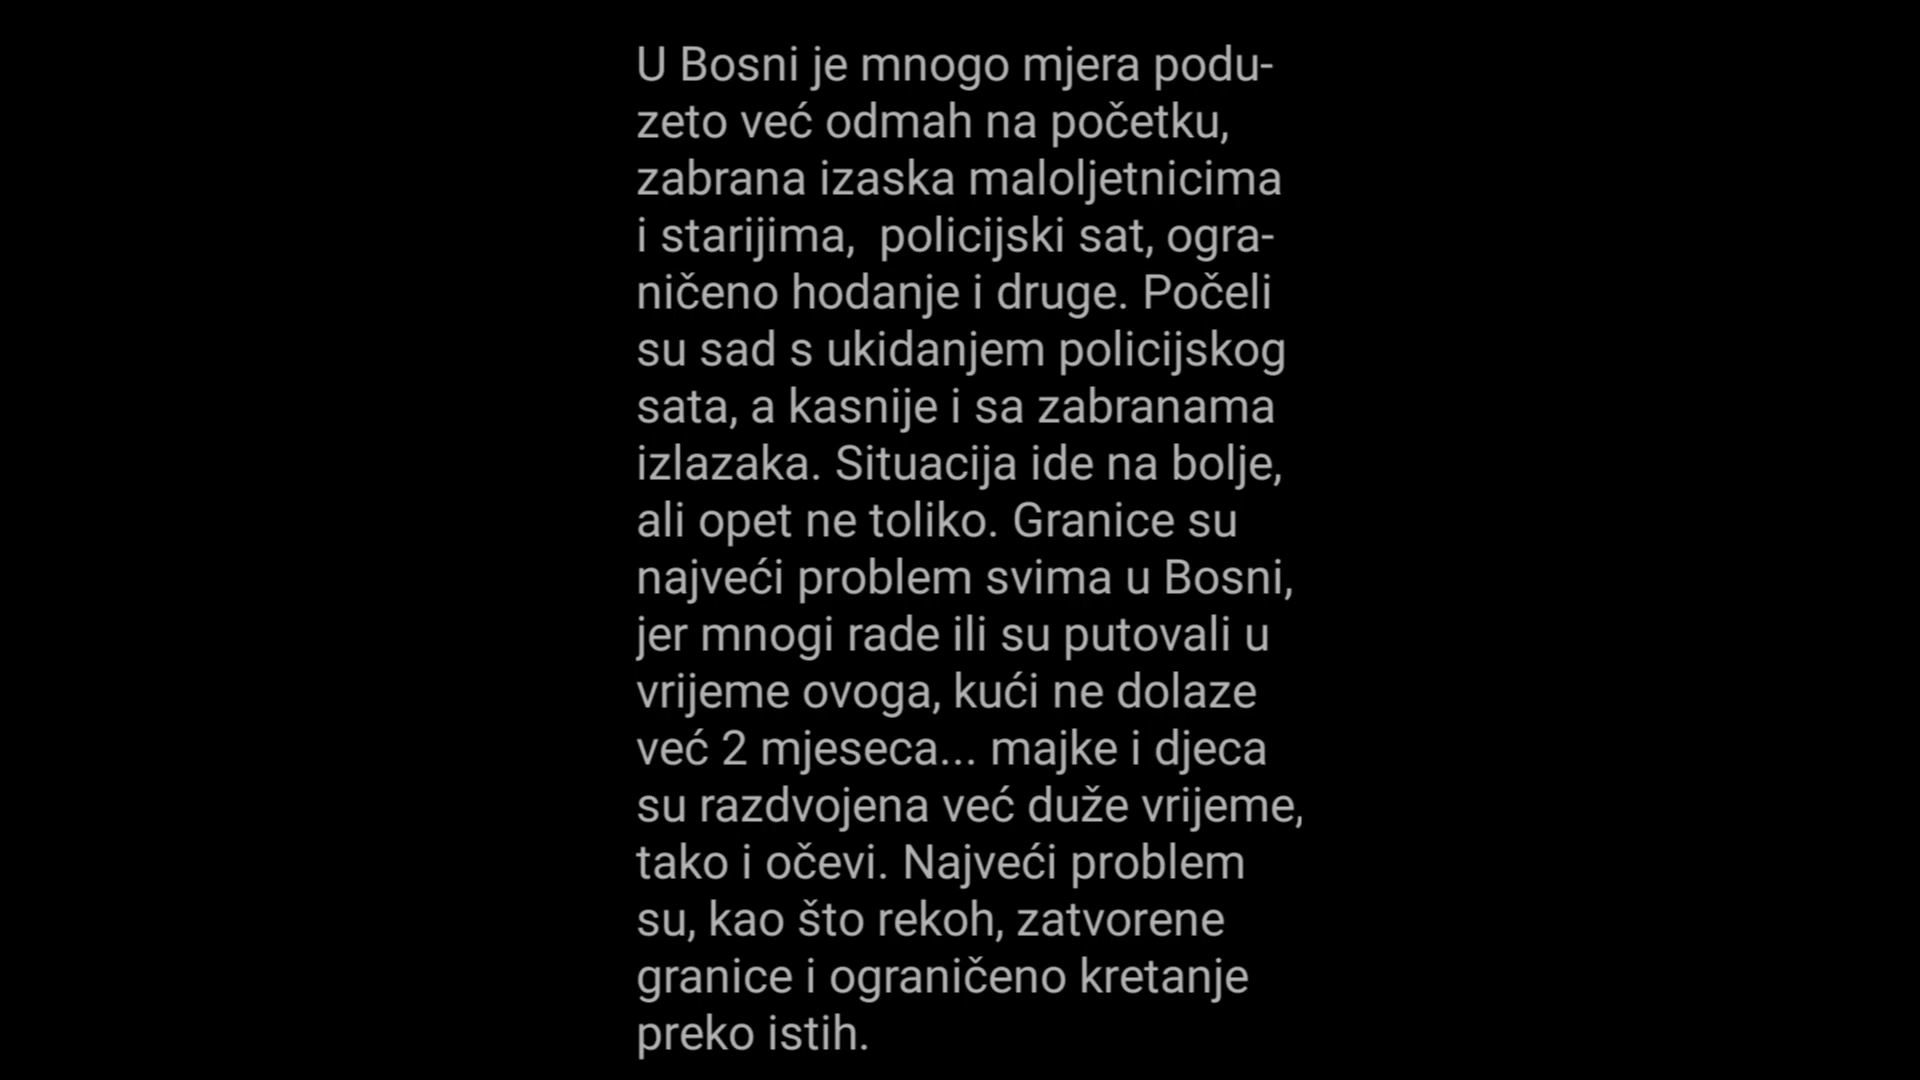 U Bosni je mnogo mjera podu-
zeto već odmah na početku,
zabrana izaska maloljetnicima
i starijima,  policijski sat, ogra-
ničeno hodanje i druge. Počeli
su sad s ukidanjem policijskog
sata, a kasnije i sa zabranama
izlazaka. Situacija ide na bolje,
ali opet ne toliko. Granice su
najveći problem svima u Bosni,
jer mnogi rade ili su putovali u
vrijeme ovoga, kući ne dolaze
već 2 mjeseca... majke i djeca
su razdvojena već duže vrijeme,
tako i očevi. Najveći problem
su, kao što rekoh, zatvorene
granice i ograničeno kretanje
preko istih.